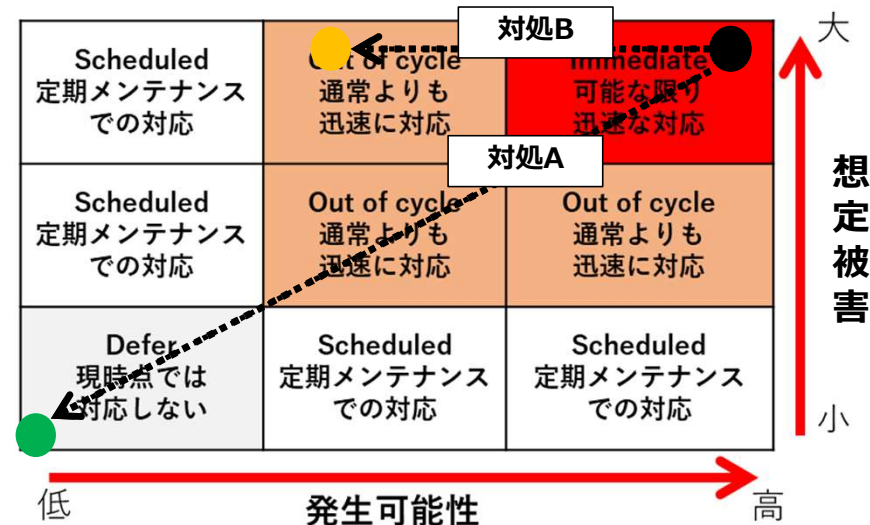 対処B
大
Scheduled
定期メンテナンス
での対応
Out of cycle
通常よりも
迅速に対応
Immediate
可能な限り
迅速な対応
対処A
Scheduled
定期メンテナンス
での対応
Out of cycle
通常よりも
迅速に対応
Out of cycle
通常よりも
迅速に対応
想定被害
Defer
現時点では
対応しない
Scheduled
定期メンテナンス
での対応
Scheduled
定期メンテナンス
での対応
小
低
発生可能性
高